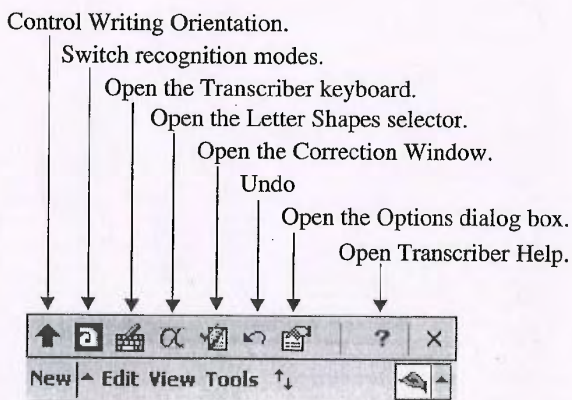 Control Writing Orientation.
Switch recognition modes.
Open the Transcriber keyboard.
Open the Letter Shapes selector.
Open the Correction Window.
Undo
Open the Options dialog box.
Open Transcriber Help.
a α ? ×
New Edit View Tools ↑↓